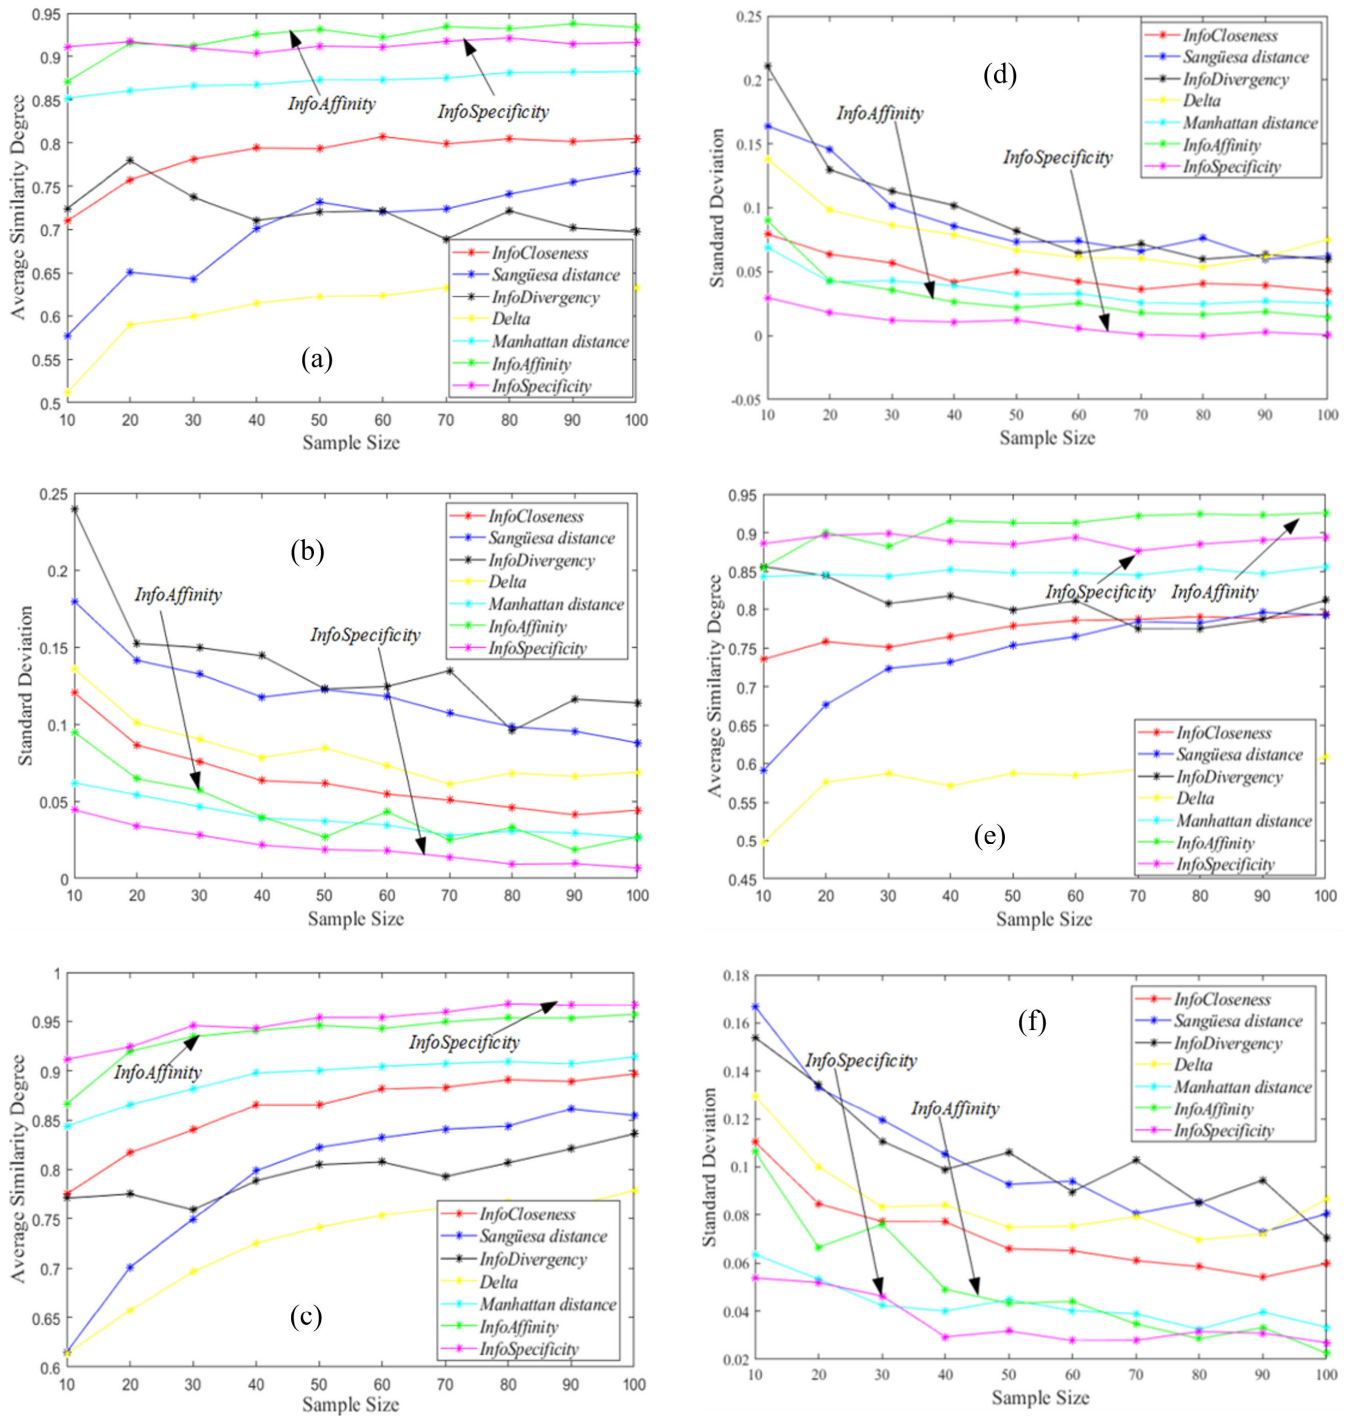 0.95
0.9
0.85
0.8
0.75
0.7
0.65
0.6
0.55
0.5
Average Similarity Degree
InfoAffinity
InfoSpecificity
(a)
InfoCloseness
Sangüesa distance
InfoDivergency
Delta
Manhattan distance
InfoAffinity
InfoSpecificity
10 20 30 40 50 60 70 80 90 100
Sample Size
0.25
0.2
0.15
0.1
0.05
0
-0.05
Standard Deviation
(d)
InfoAffinity
InfoSpecificity
InfoCloseness
Sangüesa distance
InfoDivergency
Delta
Manhattan distance
InfoAffinity
InfoSpecificity
10 20 30 40 50 60 70 80 90 100
Sample Size
0.25
0.2
0.15
0.1
0.05
0
Standard Deviation
(b)
InfoAffinity
InfoSpecificity
InfoCloseness
Sangüesa distance
InfoDivergency
Delta
Manhattan distance
InfoAffinity
InfoSpecificity
10 20 30 40 50 60 70 80 90 100
Sample Size
0.95
0.9
0.85
0.8
0.75
0.7
0.65
0.6
0.55
0.5
0.45
Average Similarity Degree
InfoSpecificity InfoAffinity
(e)
InfoCloseness
Sangüesa distance
InfoDivergency
Delta
Manhattan distance
InfoAffinity
InfoSpecificity
10 20 30 40 50 60 70 80 90 100
Sample Size
1
0.95
0.9
0.85
0.8
0.75
0.7
0.65
0.6
Average Similarity Degree
InfoSpecificity
InfoAffinity
(c)
InfoCloseness
Sangüesa distance
InfoDivergency
Delta
Manhattan distance
InfoAffinity
InfoSpecificity
10 20 30 40 50 60 70 80 90 100
Sample Size
0.18
0.16
0.14
0.12
0.1
0.08
0.06
0.04
0.02
Standard Deviation
(f)
InfoSpecificity
InfoAffinity
InfoCloseness
Sangüesa distance
InfoDivergency
Delta
Manhattan distance
InfoAffinity
InfoSpecificity
10 20 30 40 50 60 70 80 90 100
Sample Size